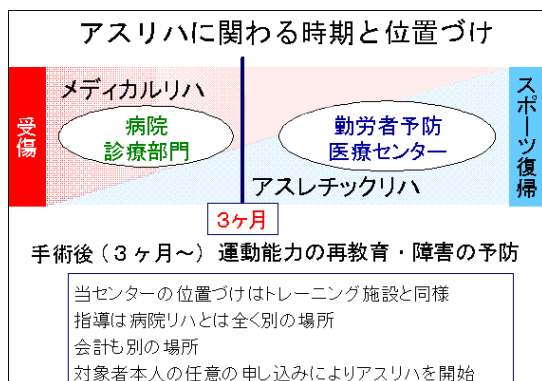 アスリハに関わる時期と位置づけ
メディカルリハ
受傷
病院
診療部門
勤労者予防
医療センター
スポーツ復帰
アスレチックリハ
3ヶ月
手術後(3ヶ月～)運動能力の再教育・障害の予防
当センターの位置づけはトレーニング施設と同様
指導は病院リハとは全く別の場所
会計も別の場所
対象者本人の任意の申し込みによりアスリハを開始